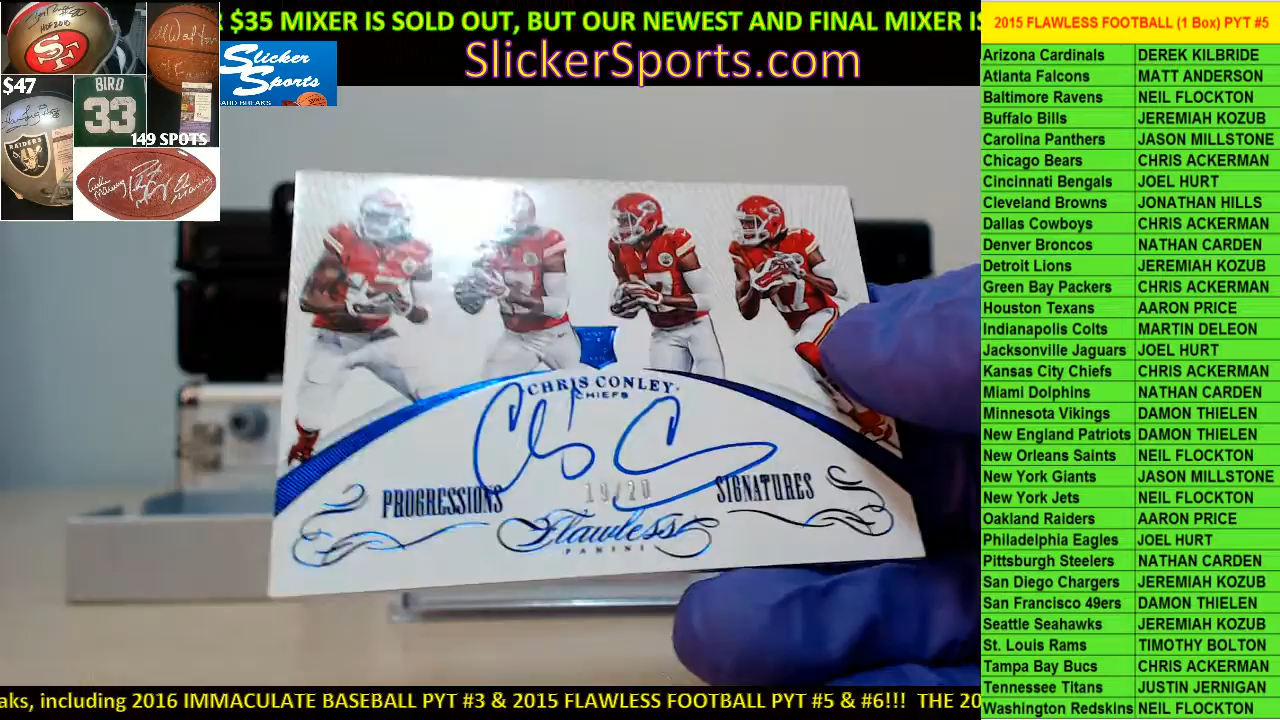 $35 MIXER IS SOLD OUT, BUT OUR NEWEST AND FINAL MIXER IS
SlickerSports.com
Slicker
Sports
ARD BREAKS
$47
BIRD
33
149 SPOTS
RAIDERS
CHRIS CONLEY
CHIEFS
PROGRESSIONS
19/20
SIGNATURES
Flawless
PANINI
2015 FLAWLESS FOOTBALL (1 Box) PYT #5
Arizona Cardinals DEREK KILBRIDE
Atlanta Falcons MATT ANDERSON
Baltimore Ravens NEIL FLOCKTON
Buffalo Bills JEREMIAH KOZUB
Carolina Panthers JASON MILLSTONE
Chicago Bears CHRIS ACKERMAN
Cincinnati Bengals JOEL HURT
Cleveland Browns JONATHAN HILLS
Dallas Cowboys CHRIS ACKERMAN
Denver Broncos NATHAN CARDEN
Detroit Lions JEREMIAH KOZUB
Green Bay Packers CHRIS ACKERMAN
Houston Texans AARON PRICE
Indianapolis Colts MARTIN DELEON
Jacksonville Jaguars JOEL HURT
Kansas City Chiefs CHRIS ACKERMAN
Miami Dolphins NATHAN CARDEN
Minnesota Vikings DAMON THIELEN
New England Patriots DAMON THIELEN
New Orleans Saints NEIL FLOCKTON
New York Giants JASON MILLSTONE
New York Jets NEIL FLOCKTON
Oakland Raiders AARON PRICE
Philadelphia Eagles JOEL HURT
Pittsburgh Steelers NATHAN CARDEN
San Diego Chargers JEREMIAH KOZUB
San Francisco 49ers DAMON THIELEN
Seattle Seahawks JEREMIAH KOZUB
St. Louis Rams TIMOTHY BOLTON
Tampa Bay Bucs CHRIS ACKERMAN
Tennessee Titans JUSTIN JERNIGAN
Washington Redskins NEIL FLOCKTON
aks, including 2016 IMMACULATE BASEBALL PYT #3 & 2015 FLAWLESS FOOTBALL PYT #5 & #6!!! THE 20